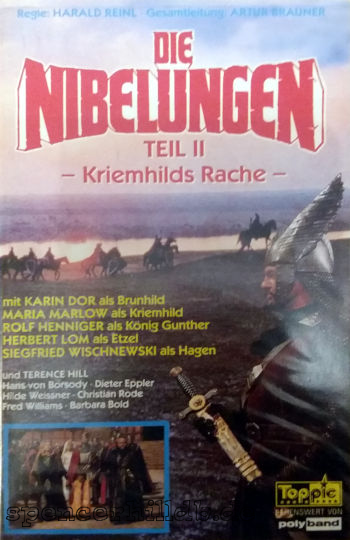 Regie: HARALD REINL · Gesamtleitung: ARTUR BRAUNER
DIE
NIBELUNGEN
TEIL II
– Kriemhilds Rache –
mit KARIN DOR als Brunhild
MARIA MARLOW als Kriemhild
ROLF HENNIGER als König Gunther
HERBERT LOM als Etzel
SIEGFRIED WISCHNEWSKI als Hagen
und TERENCE HILL
Hans von Borsody · Dieter Eppler
Hilde Weissner · Christian Rode
Fred Williams · Barbara Bold
Toppic
SEHENSWERT VON
polyband